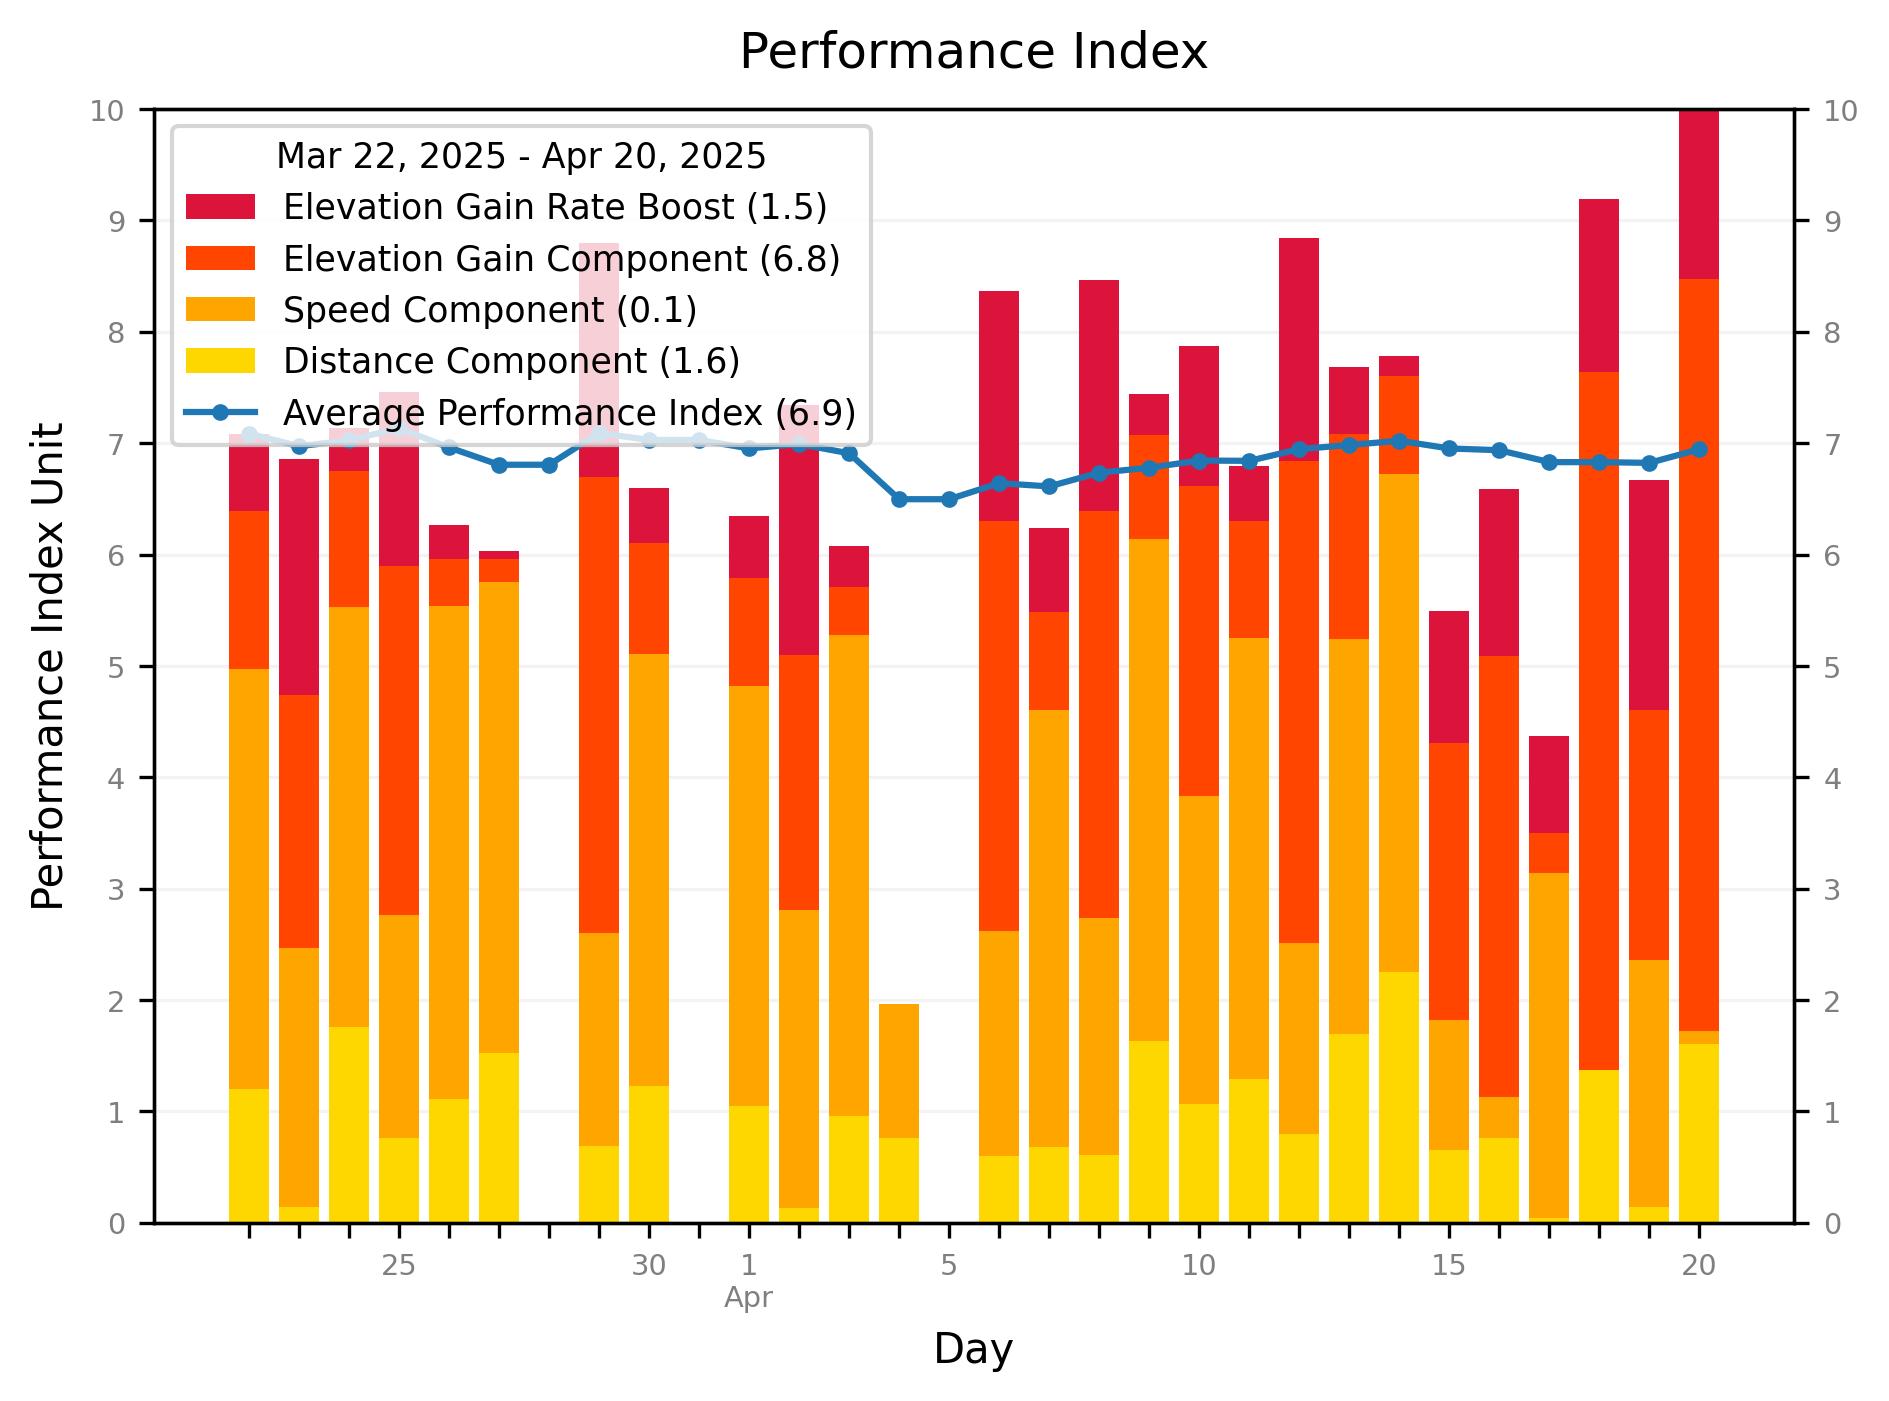 Performance Index
Mar 22, 2025 - Apr 20, 2025
Elevation Gain Rate Boost (1.5)
Elevation Gain Component (6.8)
Speed Component (0.1)
Distance Component (1.6)
Average Performance Index (6.9)
Performance Index Unit
10
9
8
7
6
5
4
3
2
1
0
10
9
8
7
6
5
4
3
2
1
0
25 30 1 5 10 15 20
Apr
Day